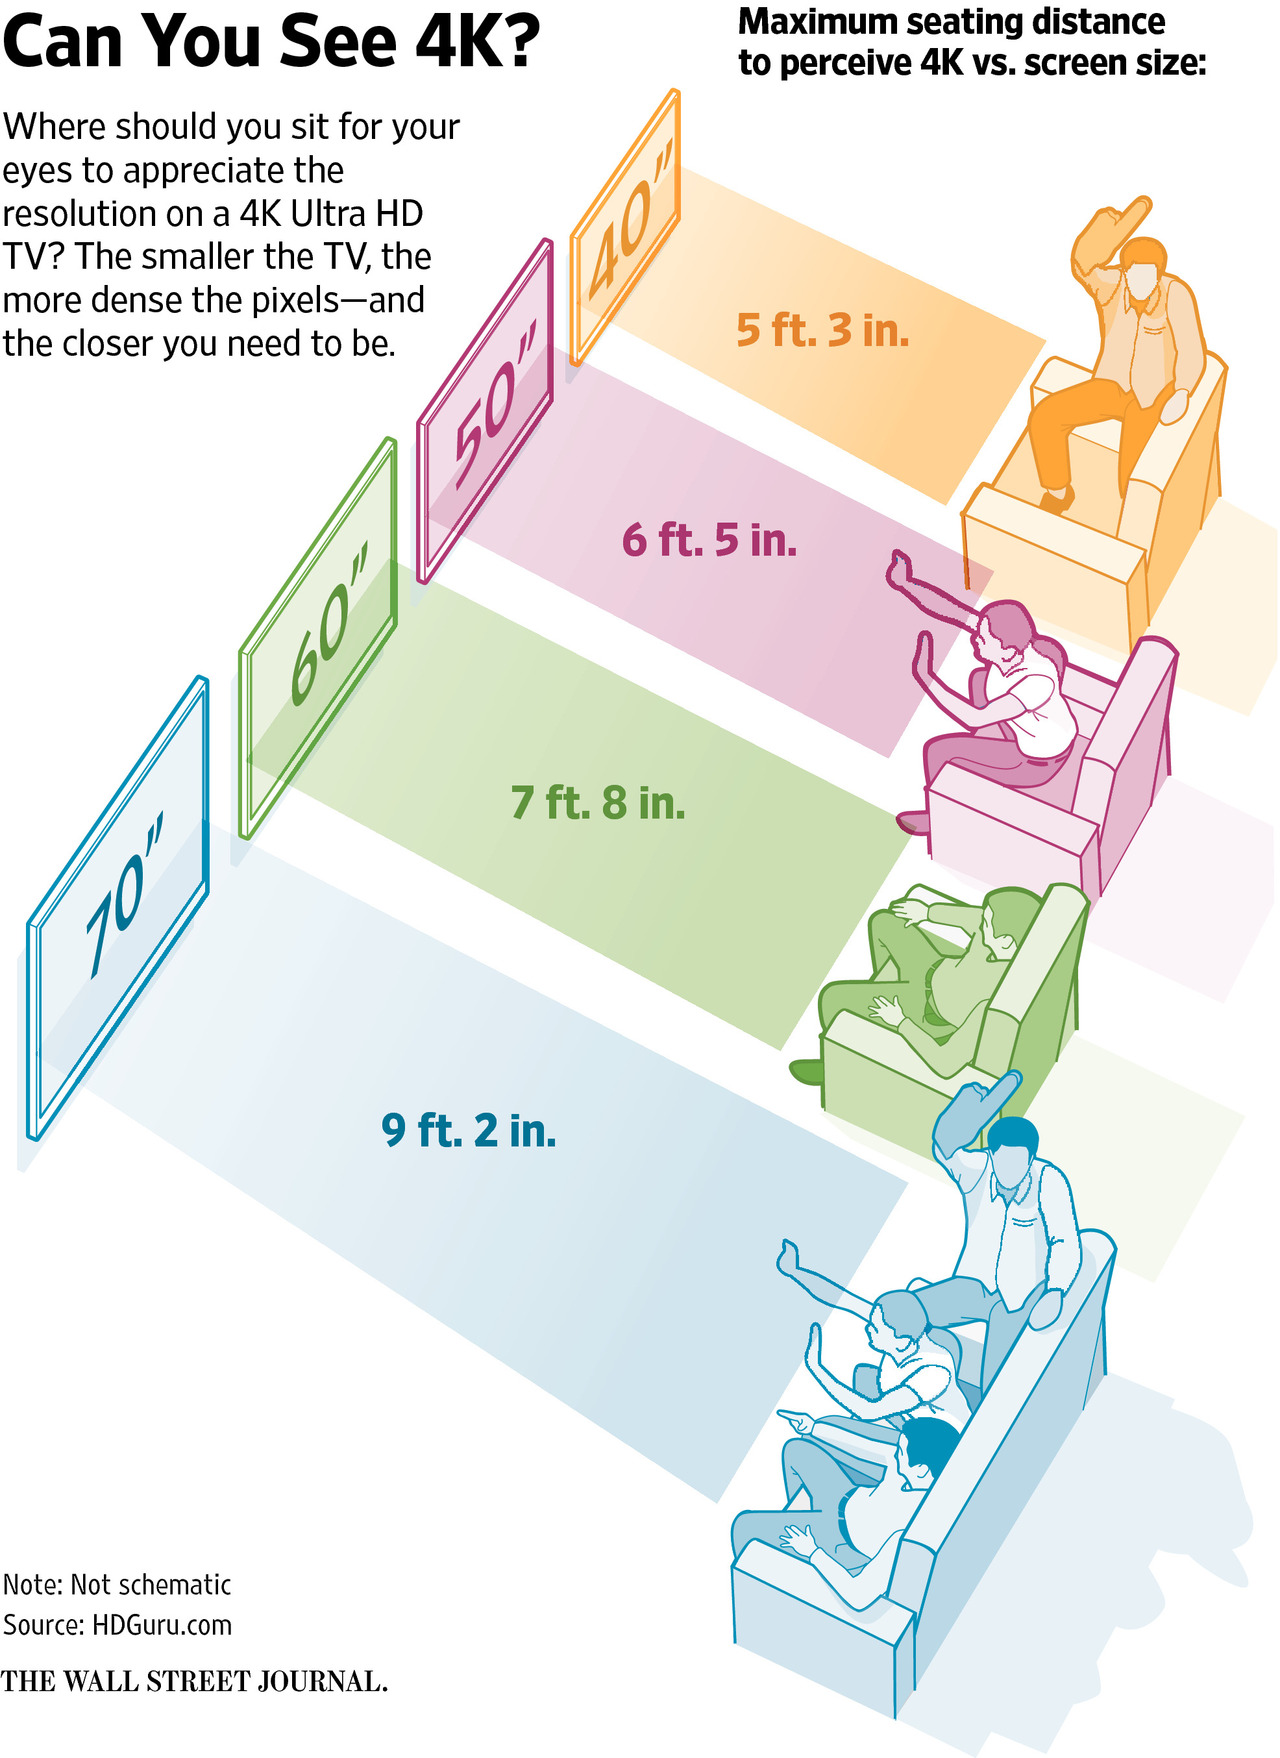 Can You See 4K?
Where should you sit for your
eyes to appreciate the
resolution on a 4K Ultra HD
TV? The smaller the TV, the
more dense the pixels—and
the closer you need to be.
Maximum seating distance
to perceive 4K vs. screen size:
40"
5 ft. 3 in.
50"
6 ft. 5 in.
60"
7 ft. 8 in.
70"
9 ft. 2 in.
Note: Not schematic
Source: HDGuru.com
THE WALL STREET JOURNAL.